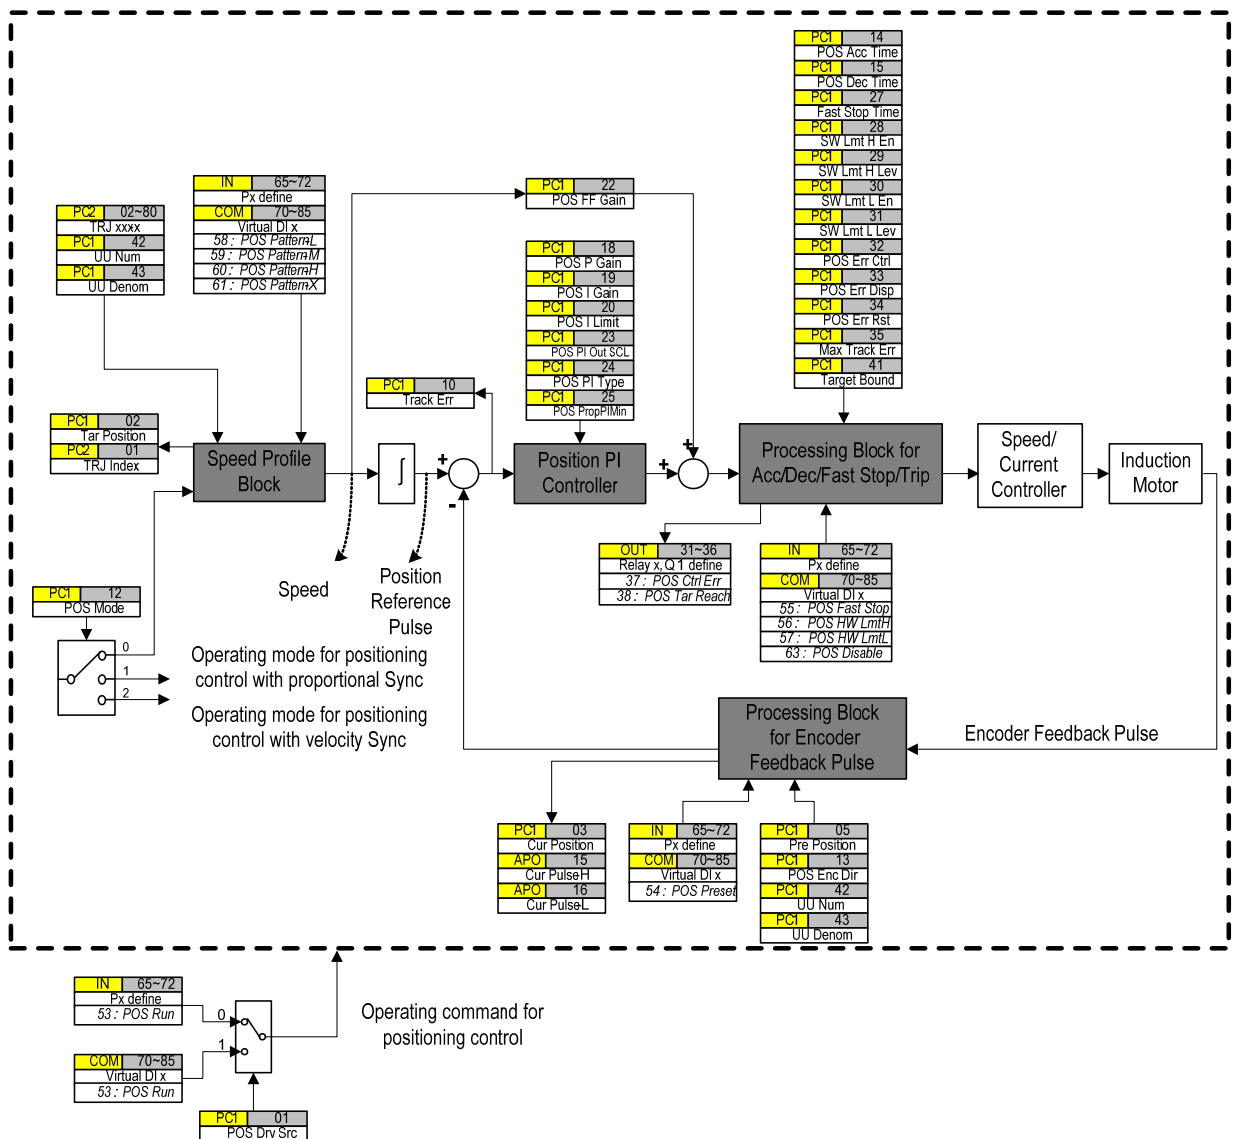 PC1 14
POS Acc Time
PC1 15
POS Dec Time
PC1 27
Fast Stop Time
PC1 28
SW Lmt H En
PC1 29
SW Lmt H Lev
PC1 30
SW Lmt L En
PC1 31
SW Lmt L Lev
PC1 32
POS Err Ctrl
PC1 33
POS Err Disp
PC1 34
POS Err Rst
PC1 35
Max Track Err
PC1 41
Target Bound
IN 65~72
Px define
COM 70~85
Virtual DI x
58 : POS Pattern-L
59 : POS Pattern-M
60 : POS Pattern-H
61 : POS Pattern-X
PC2 02~80
TRJ xxx-x
PC1 42
UU Num
PC1 43
UU Denom
PC1 22
POS FF Gain
PC1 18
POS P Gain
PC1 19
POS I Gain
PC1 20
POS I Limit
PC1 23
POS PI Out SCL
PC1 24
POS PI Type
PC1 25
POS PropPIMin
PC1 10
Track Err
PC1 02
Tar Position
PC2 01
TRJ Index
Speed Profile
Block
∫
+
-
Position PI
Controller
+
+
Processing Block for
Acc/Dec/Fast Stop/Trip
Speed/
Current
Controller
Induction
Motor
OUT 31~36
Relay x, Q 1 define
37 : POS Ctrl Err
38 : POS Tar Reach
IN 65~72
Px define
COM 70~85
Virtual DI x
55 : POS Fast Stop
56 : POS HW LmtH
57 : POS HW LmtL
63 : POS Disable
Speed
Position
Reference
Pulse
PC1 12
POS Mode
0
1
2
Operating mode for positioning
control with proportional Sync
Operating mode for positioning
control with velocity Sync
Processing Block
for Encoder
Feedback Pulse
Encoder Feedback Pulse
PC1 03
Cur Position
APO 15
Cur Pulse-H
APO 16
Cur Pulse-L
IN 65~72
Px define
COM 70~85
Virtual DI x
54 : POS Preset
PC1 05
Pre Position
PC1 13
POS Enc Dir
PC1 42
UU Num
PC1 43
UU Denom
IN 65~72
Px define
53 : POS Run
0
1
COM 70~85
Virtual DI x
53 : POS Run
Operating command for
positioning control
PC1 01
POS Drv Src